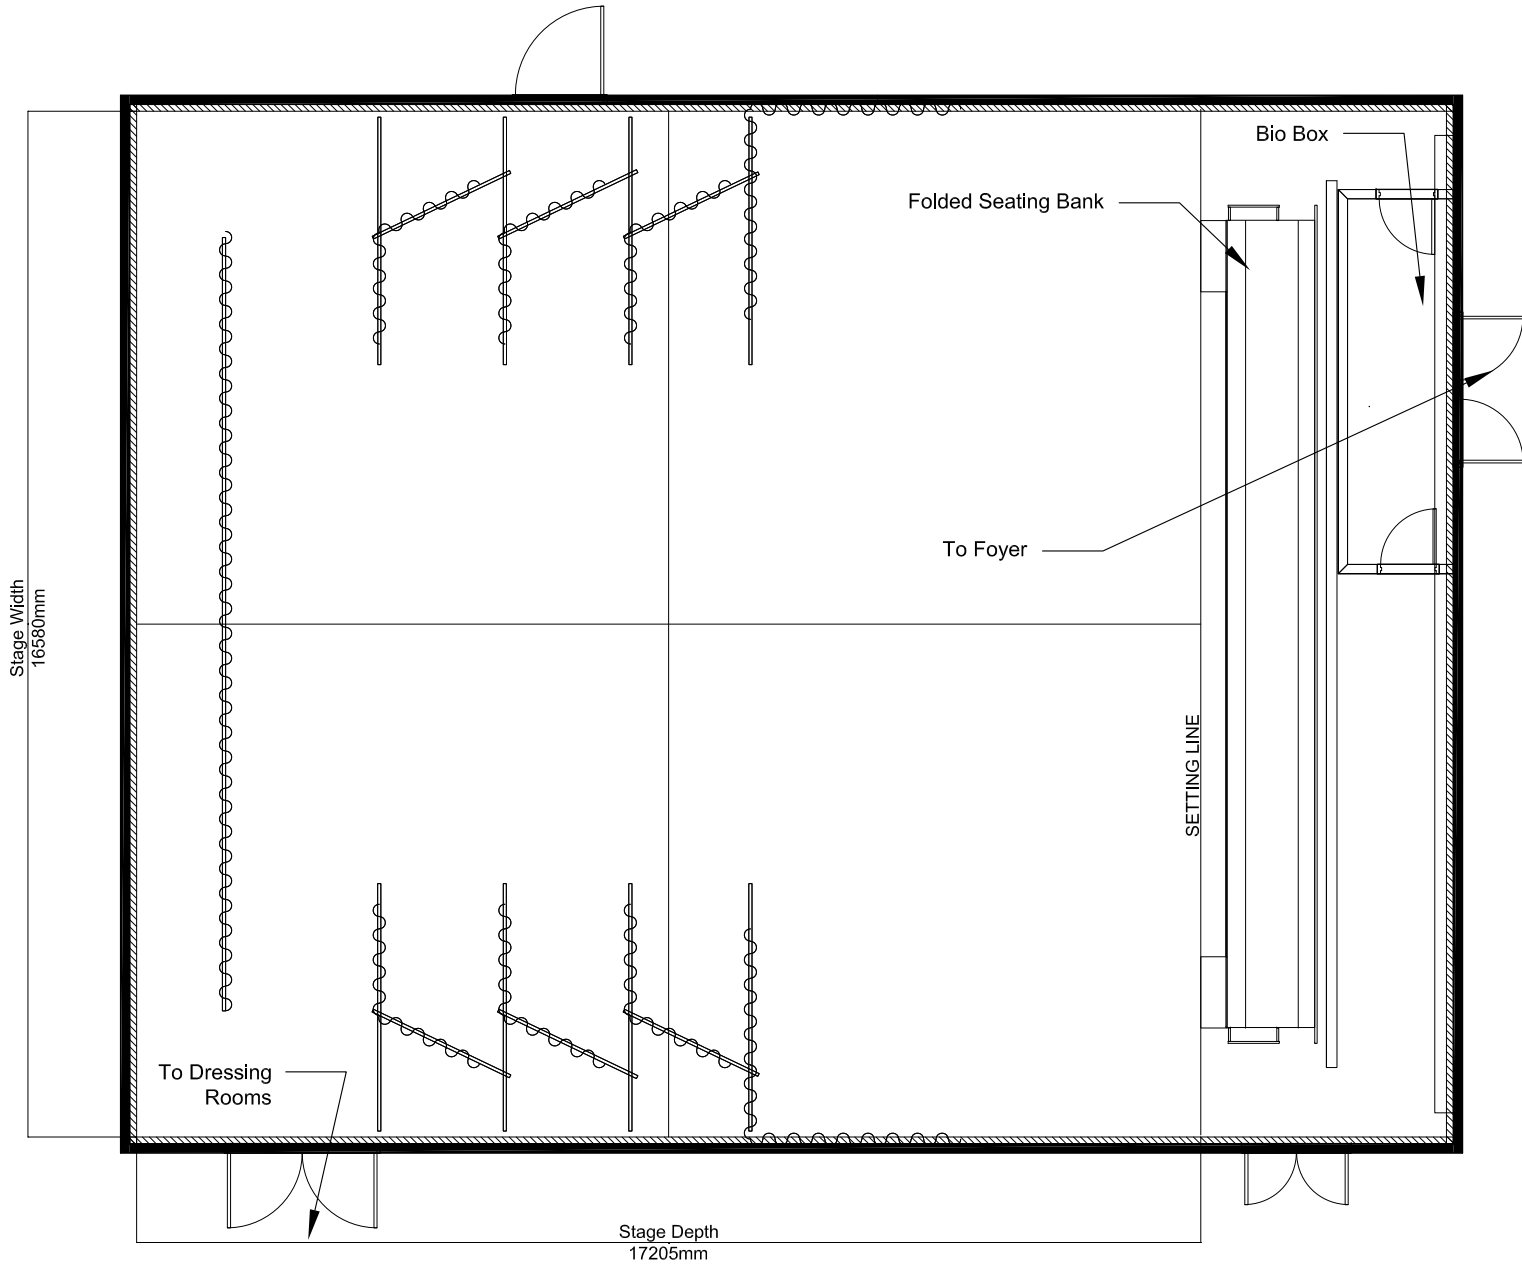 Bio Box
Folded Seating Bank
To Foyer
Stage Width
16580mm
SETTING LINE
To Dressing
Rooms
Stage Depth
17205mm